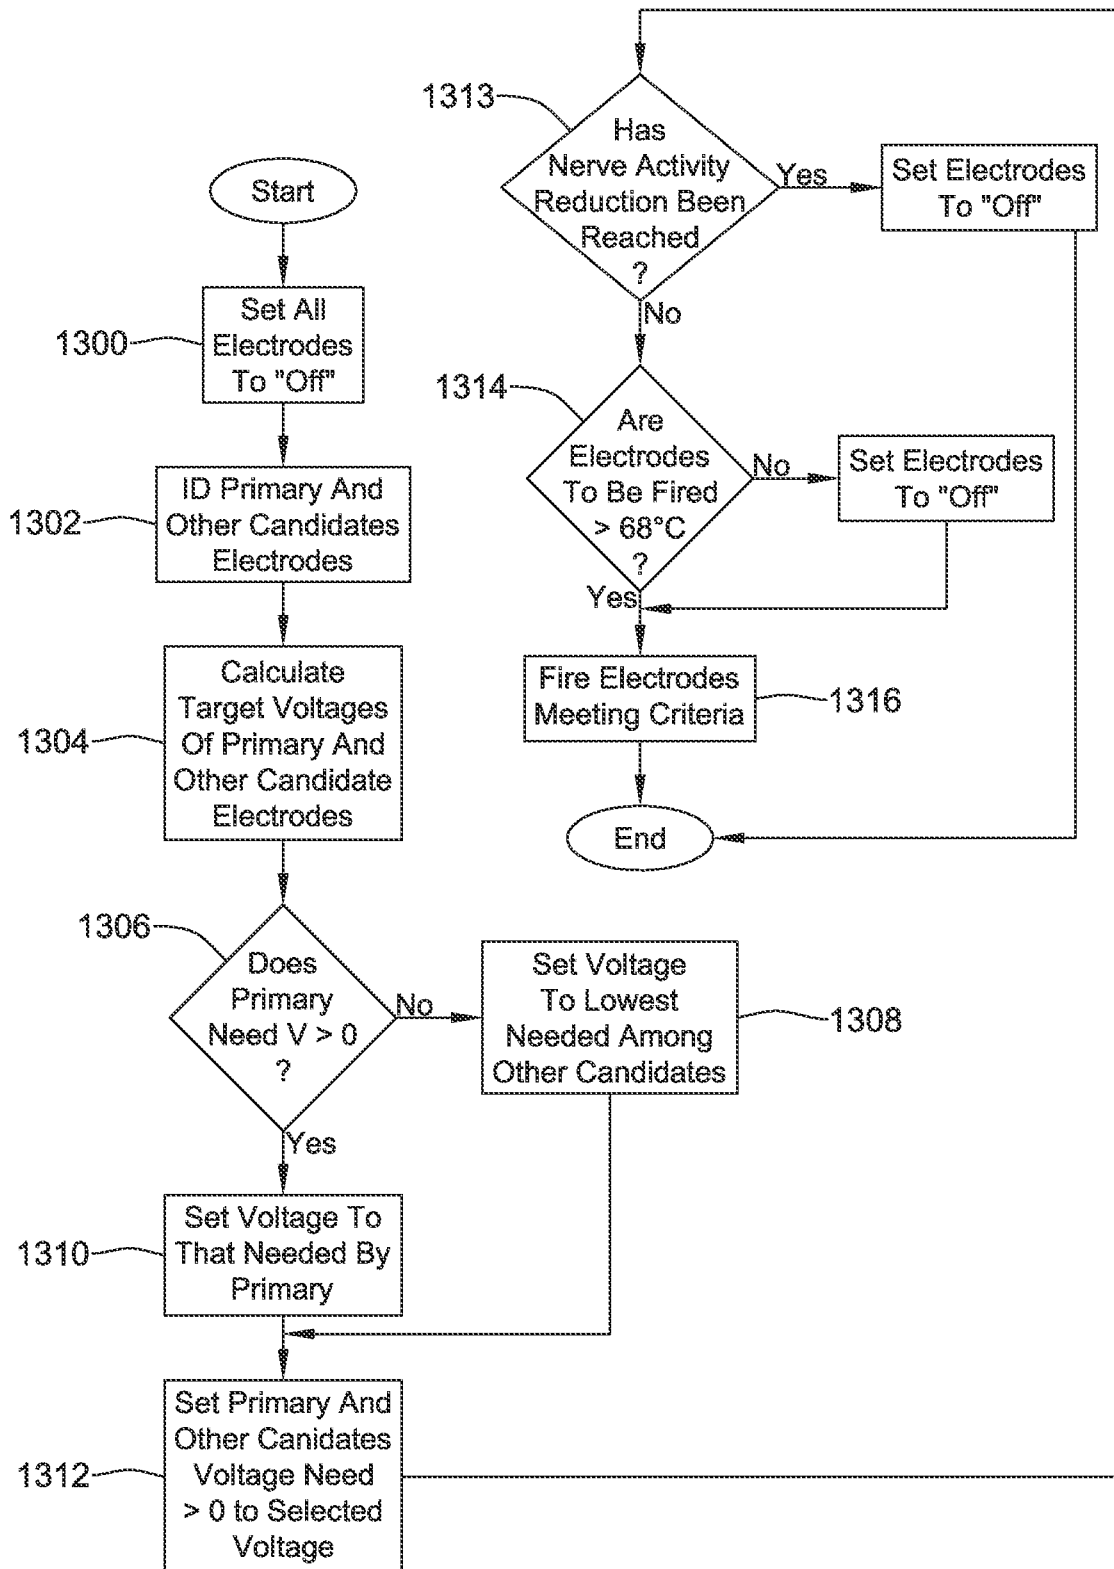 Start
1300
Set All
Electrodes
To "Off"
1302
ID Primary And
Other Candidates
Electrodes
1304
Calculate
Target Voltages
Of Primary And
Other Candidate
Electrodes
1306
Does
Primary
Need V > 0
?
No
Set Voltage
To Lowest
Needed Among
Other Candidates
1308
Yes
1310
Set Voltage To
That Needed By
Primary
1312
Set Primary And
Other Canidates
Voltage Need
> 0 to Selected
Voltage
1313
Has
Nerve Activity
Reduction Been
Reached
?
Yes
Set Electrodes
To "Off"
No
1314
Are
Electrodes
To Be Fired
> 68°C
?
No
Set Electrodes
To "Off"
Yes
Fire Electrodes
Meeting Criteria
1316
End